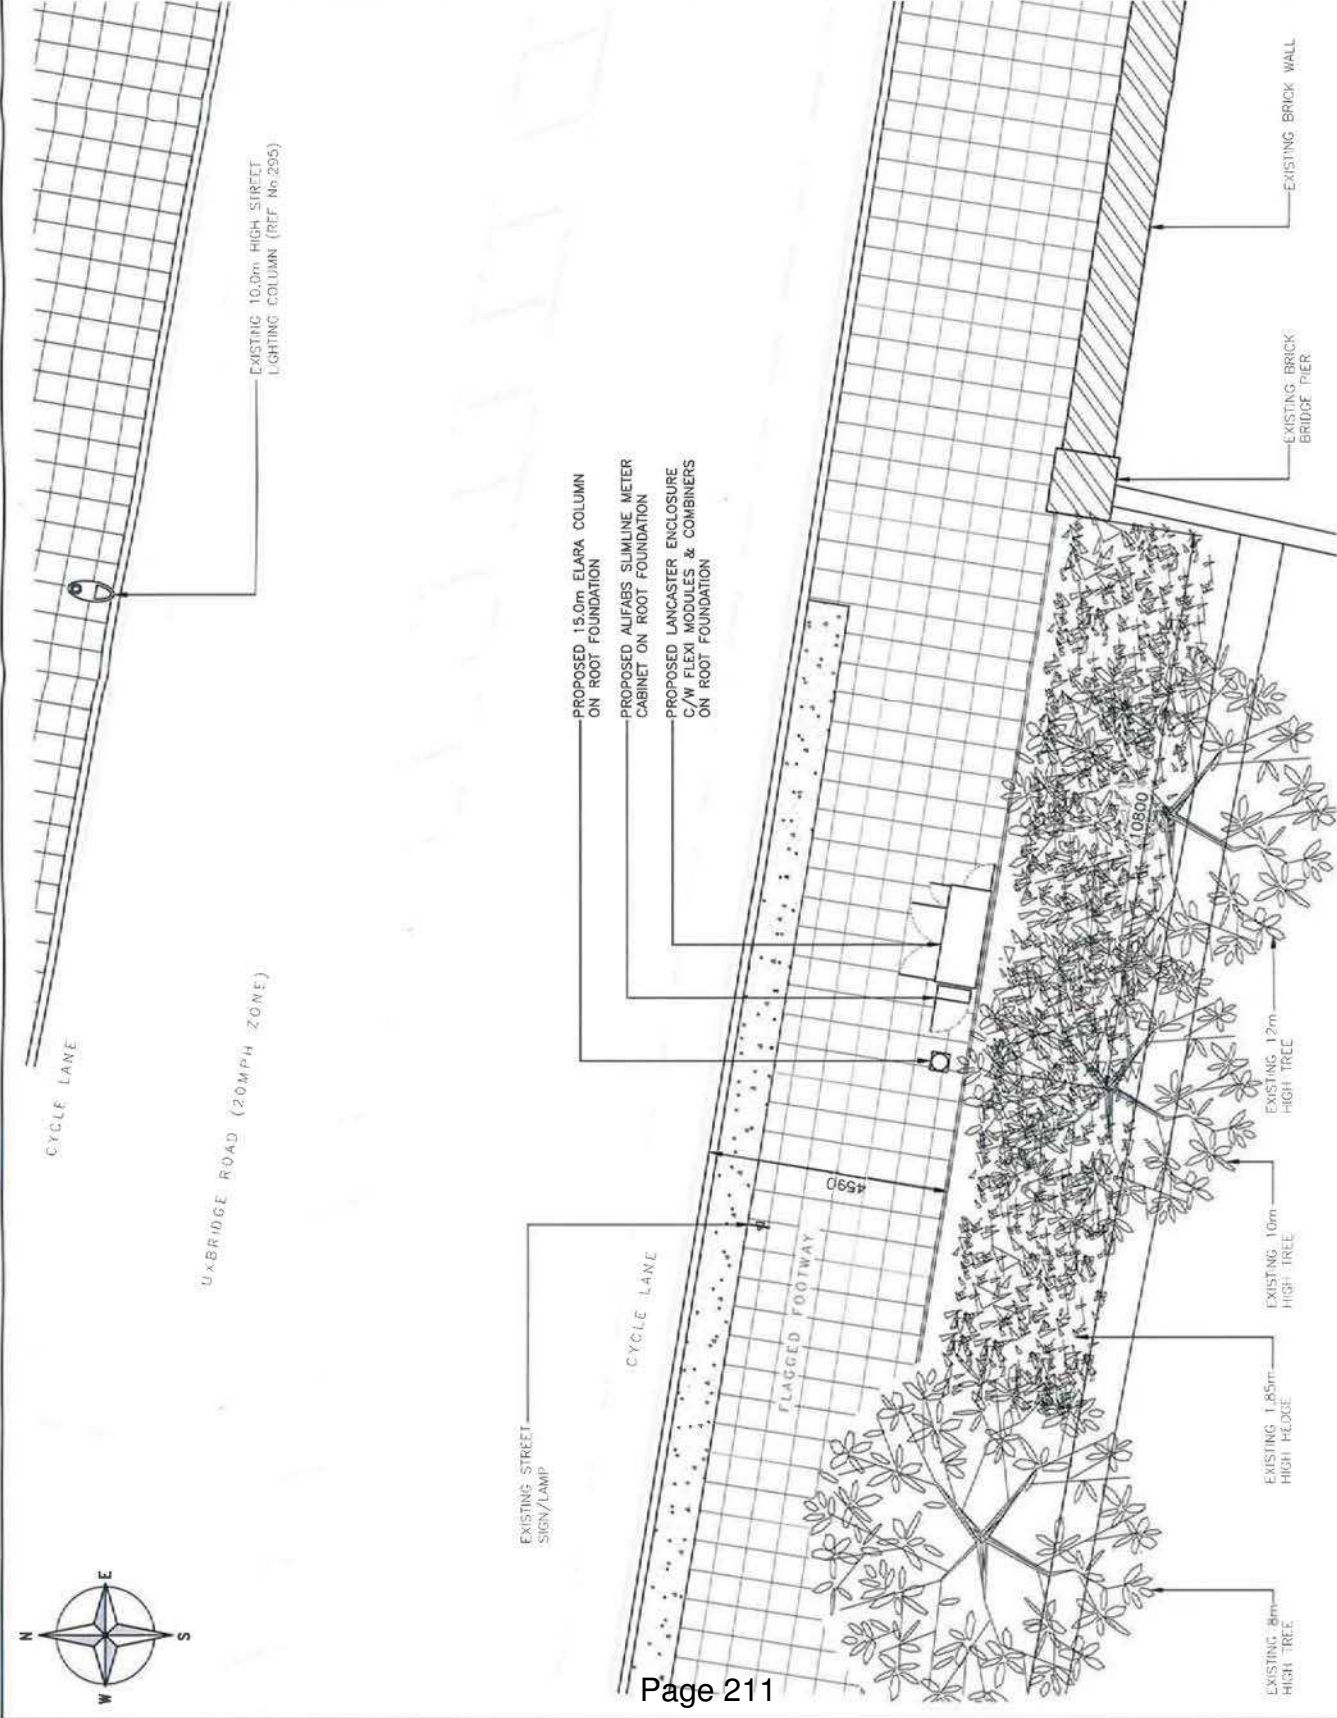 N
E
S
W
CYCLE LANE
UXBRIDGE ROAD (20MPH ZONE)
EXISTING 10.0m HIGH STREET
LIGHTING COLUMN (REF No 295)
EXISTING STREET
SIGN/LAMP
PROPOSED 15.0m ELARA COLUMN
ON ROOT FOUNDATION
PROPOSED ALIFABS SLIMLINE METER
CABINET ON ROOT FOUNDATION
PROPOSED LANCASTER ENCLOSURE
C/W FLEXI MODULES & COMBINERS
ON ROOT FOUNDATION
CYCLE LANE
FLAGGED FOOTWAY
4590
10800
EXISTING 8m
HIGH TREE
EXISTING 1.85m
HIGH HEDGE
EXISTING 10m
HIGH TREE
EXISTING 12m
HIGH TREE
EXISTING BRICK
BRIDGE PIER
EXISTING BRICK WALL
Page 211